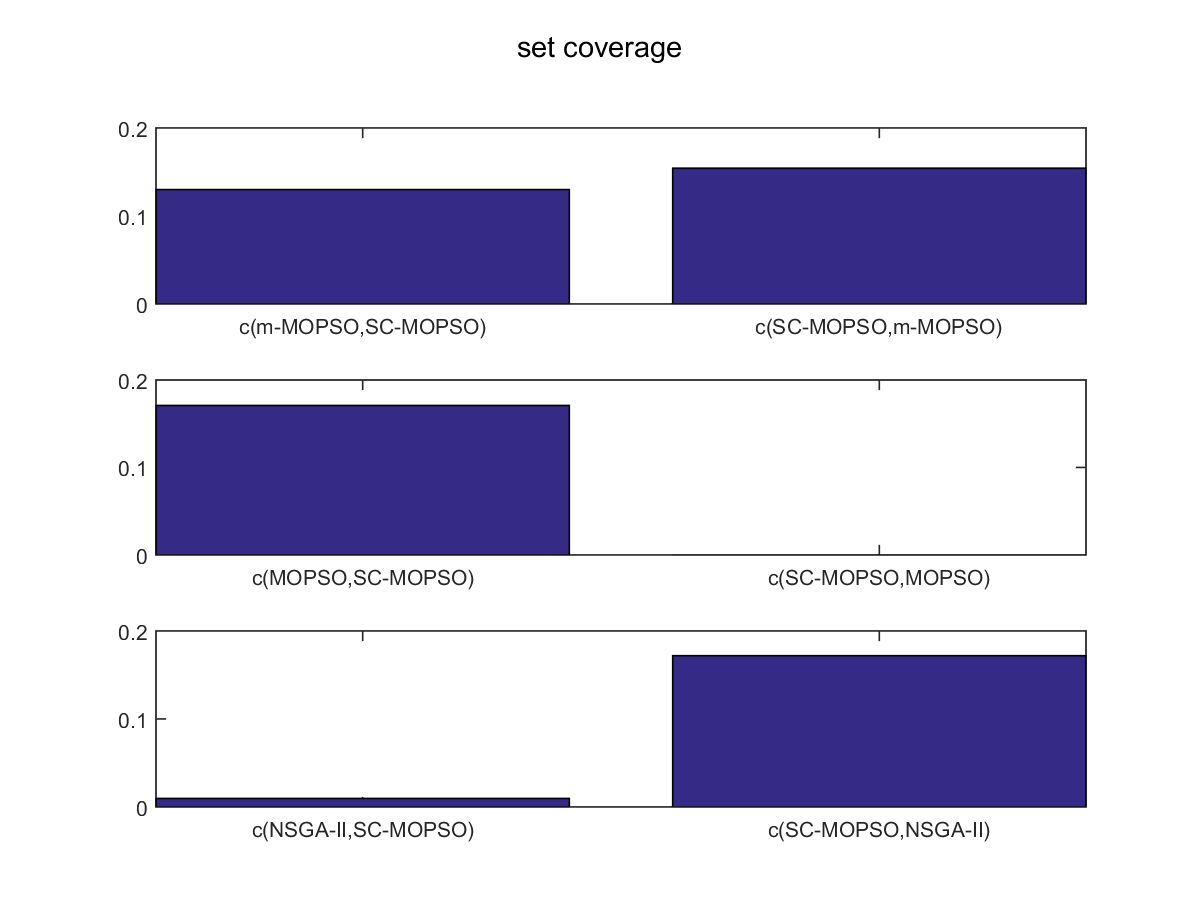 set coverage
0.2
0.1
0
c(m-MOPSO,SC-MOPSO) c(SC-MOPSO,m-MOPSO)
0.2
0.1
0
c(MOPSO,SC-MOPSO) c(SC-MOPSO,MOPSO)
0.2
0.1
0
c(NSGA-II,SC-MOPSO) c(SC-MOPSO,NSGA-II)